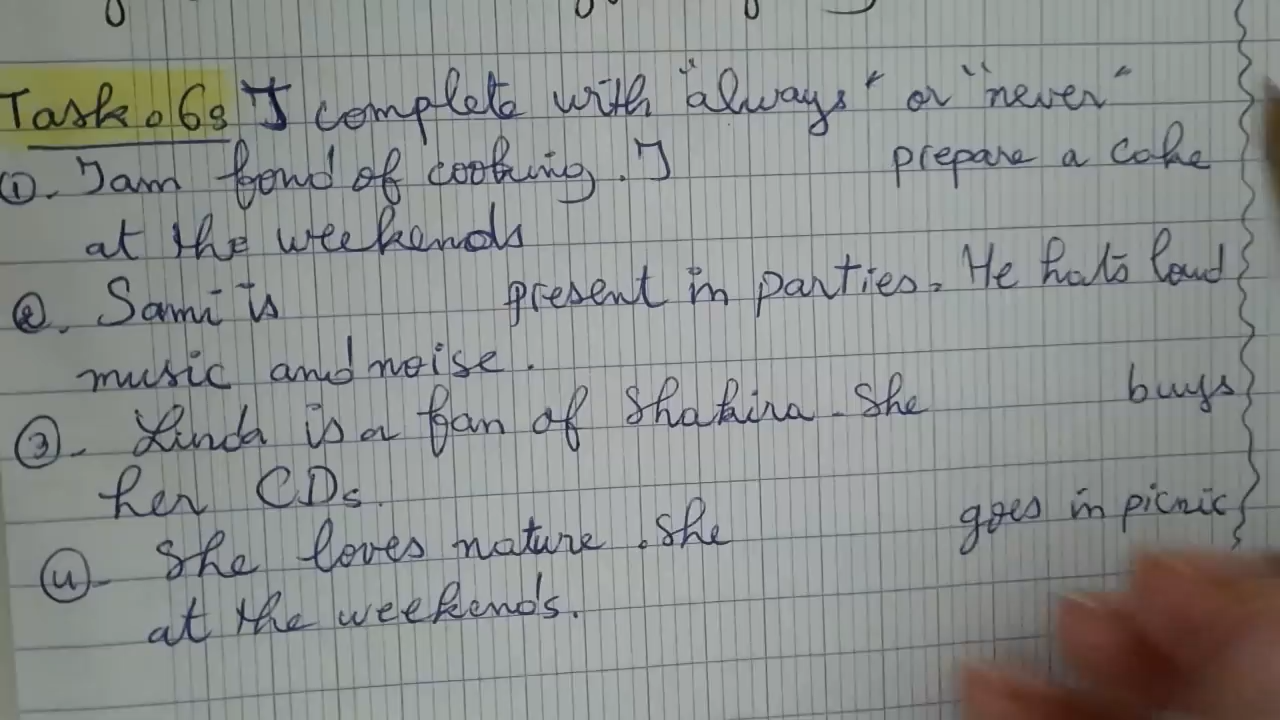 Task 06: I complete with "always" or "never"
①. I am fond of cooking. I prepare a cake
at the weekends
②. Sami is present in parties. He hats loud
music and noise.
③. Linda is a fan of Shakira. She buys
her CDs.
④- She loves nature. She goes in picnic
at the weekends.